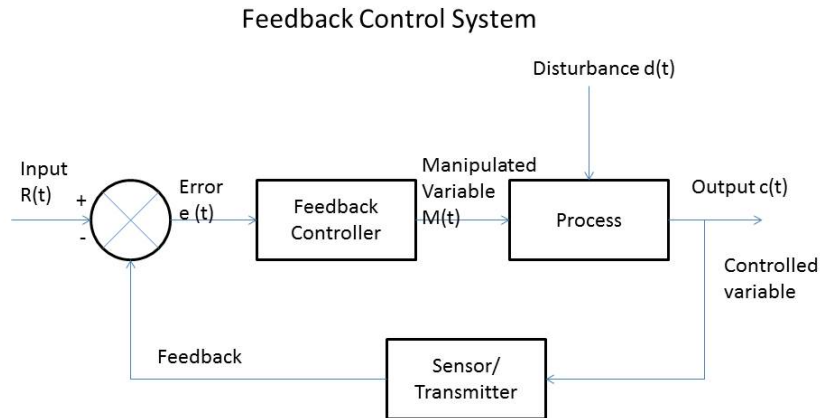 Feedback Control System
Disturbance d(t)
Input
R(t)
+
-
Error
e (t)
Feedback
Controller
Manipulated
Variable
M(t)
Process
Output c(t)
Controlled
variable
Feedback
Sensor/
Transmitter